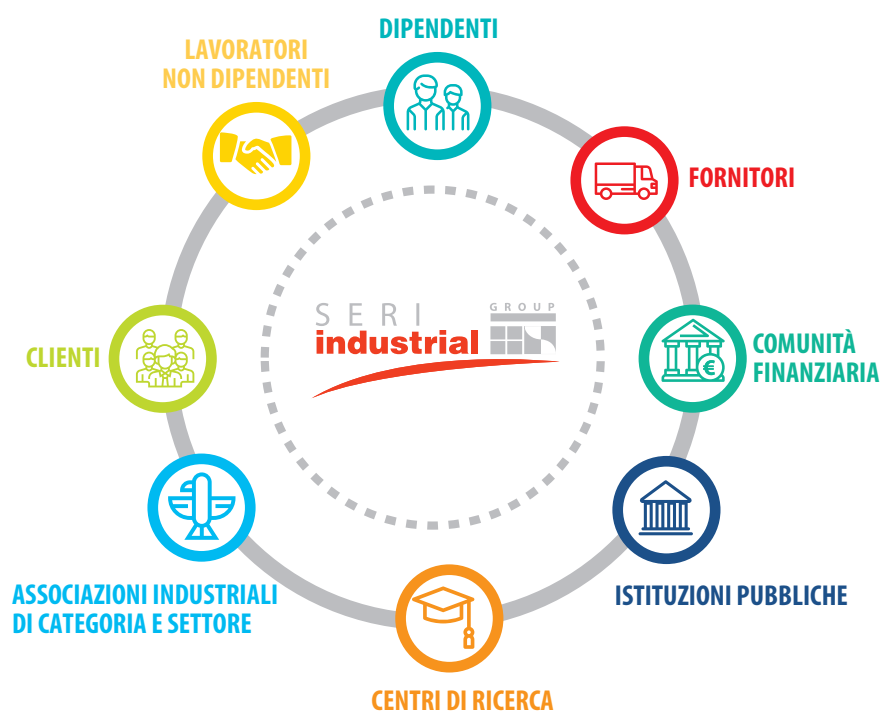 DIPENDENTI
LAVORATORI
NON DIPENDENTI
FORNITORI
SERI
GROUP
industrial
CLIENTI
COMUNITÀ
FINANZIARIA
ASSOCIAZIONI INDUSTRIALI
DI CATEGORIA E SETTORE
ISTITUZIONI PUBBLICHE
CENTRI DI RICERCA
€